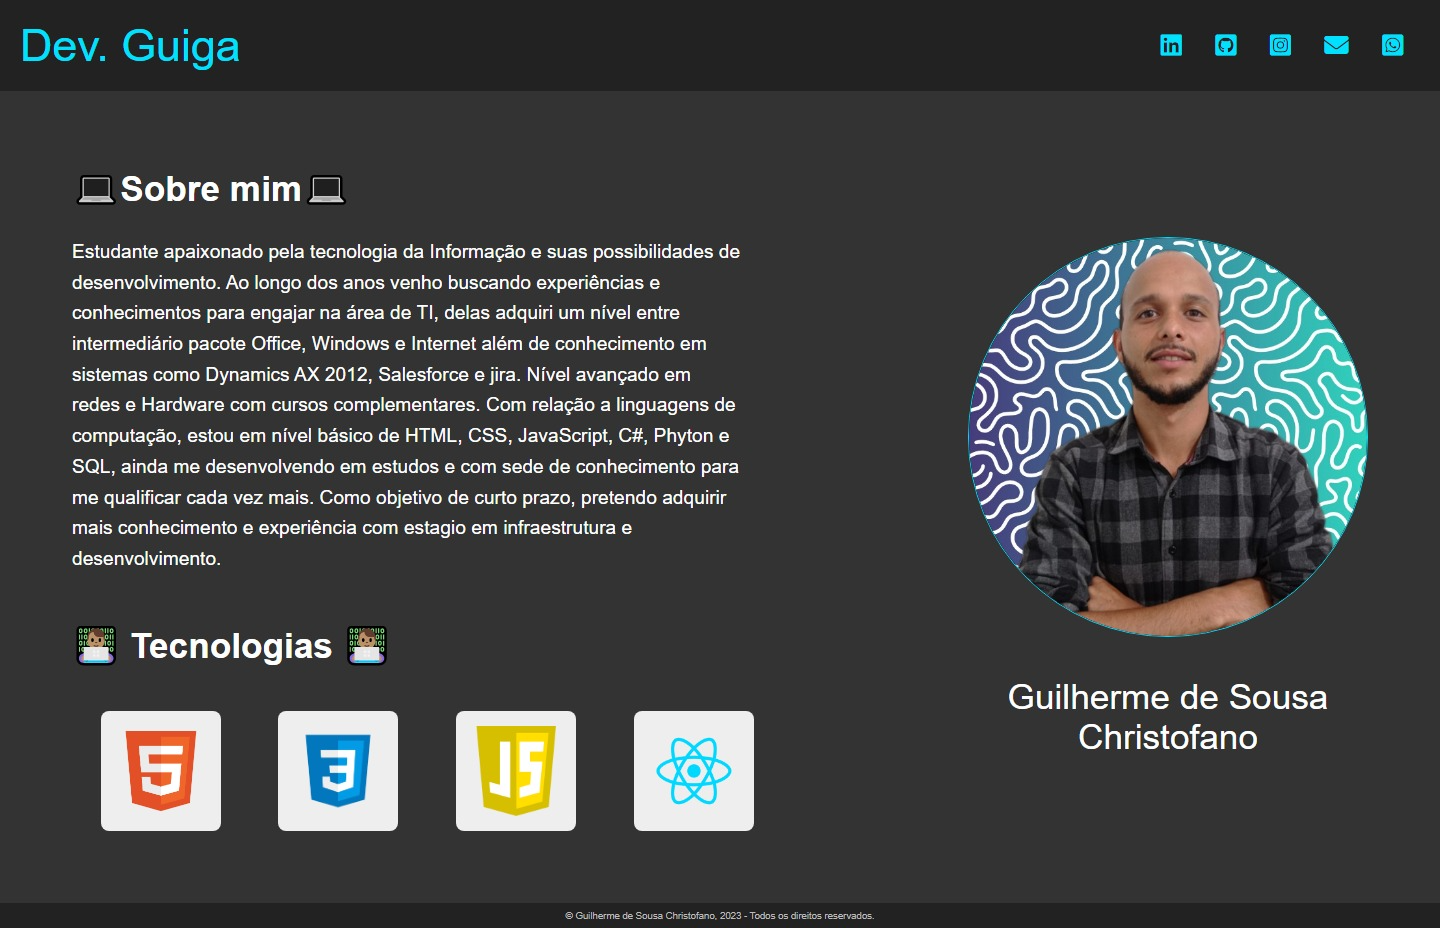 Dev. Guiga
in
Sobre mim
Estudante apaixonado pela tecnologia da Informação e suas possibilidades de
desenvolvimento. Ao longo dos anos venho buscando experiências e
conhecimentos para engajar na área de TI, delas adquiri um nível entre
intermediário pacote Office, Windows e Internet além de conhecimento em
sistemas como Dynamics AX 2012, Salesforce e jira. Nível avançado em
redes e Hardware com cursos complementares. Com relação a linguagens de
computação, estou em nível básico de HTML, CSS, JavaScript, C#, Phyton e
SQL, ainda me desenvolvendo em estudos e com sede de conhecimento para
me qualificar cada vez mais. Como objetivo de curto prazo, pretendo adquirir
mais conhecimento e experiência com estagio em infraestrutura e
desenvolvimento.
Tecnologias
5 3 JS
Guilherme de Sousa
Christofano
© Guilherme de Sousa Christofano, 2023 - Todos os direitos reservados.